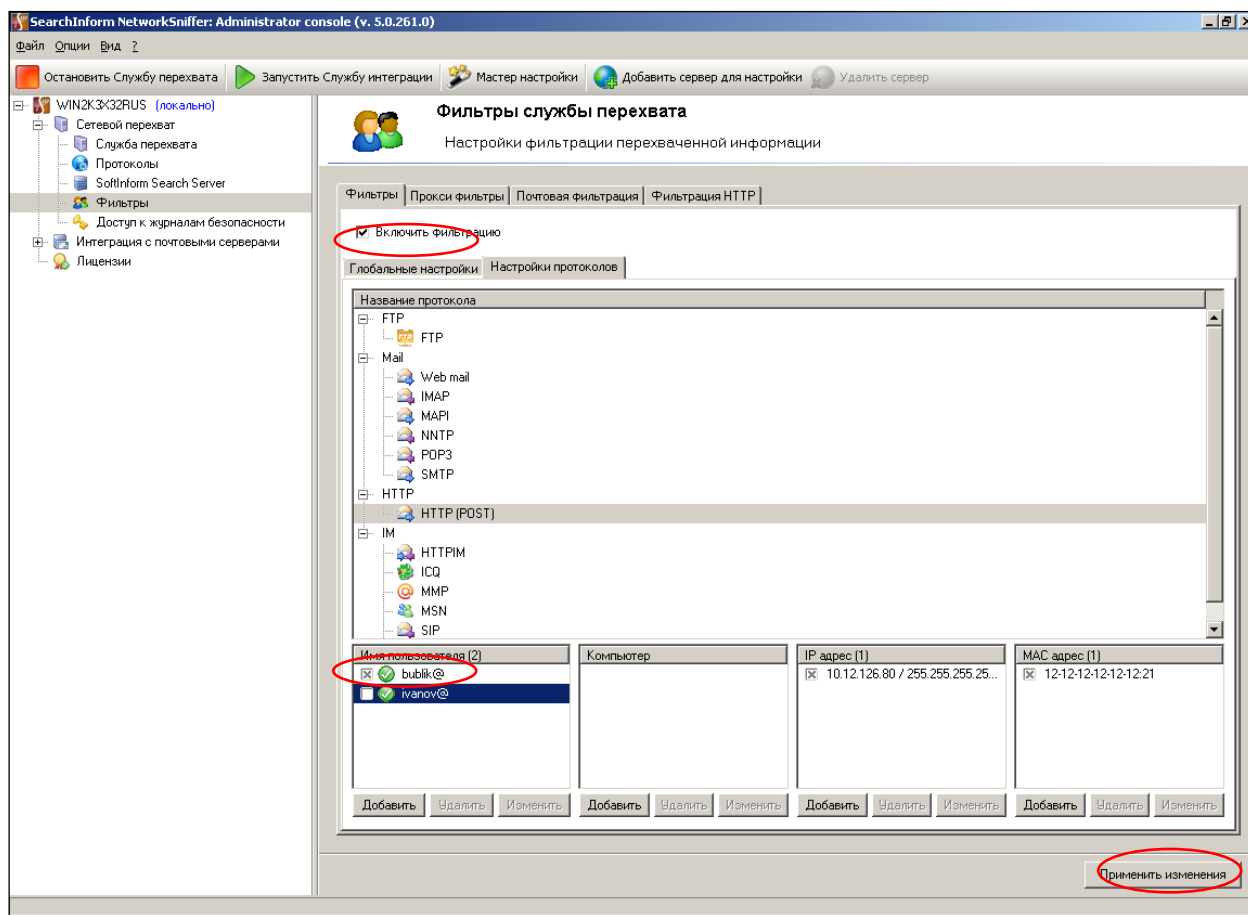 SearchInform NetworkSniffer: Administrator console (v. 5.0.261.0)
Файл Опции Вид ?
Остановить Службу перехвата Запустить Службу интеграции Мастер настройки Добавить сервер для настройки Удалить сервер
WIN2K3X32RUS (локально)
Сетевой перехват
Служба перехвата
Протоколы
SoftInform Search Server
Фильтры
Доступ к журналам безопасности
Интеграция с почтовыми серверами
Лицензии
Фильтры службы перехвата
Настройки фильтрации перехваченной информации
Фильтры Прокси фильтры Почтовая фильтрация Фильтрация HTTP
Включить фильтрацию
Глобальные настройки Настройки протоколов
Название протокола
FTP
FTP
Mail
Web mail
IMAP
MAPI
NNTP
POP3
SMTP
HTTP
HTTP (POST)
IM
HTTPIM
ICQ
MMP
MSN
SIP
Имя пользователя (2) Компьютер IP адрес (1) MAC адрес (1)
bublik@ 10.12.126.80 / 255.255.255.25... 12-12-12-12-12-12:21
ivanov@
Добавить Удалить Изменить Добавить Удалить Изменить Добавить Удалить Изменить Добавить Удалить Изменить
Применить изменения